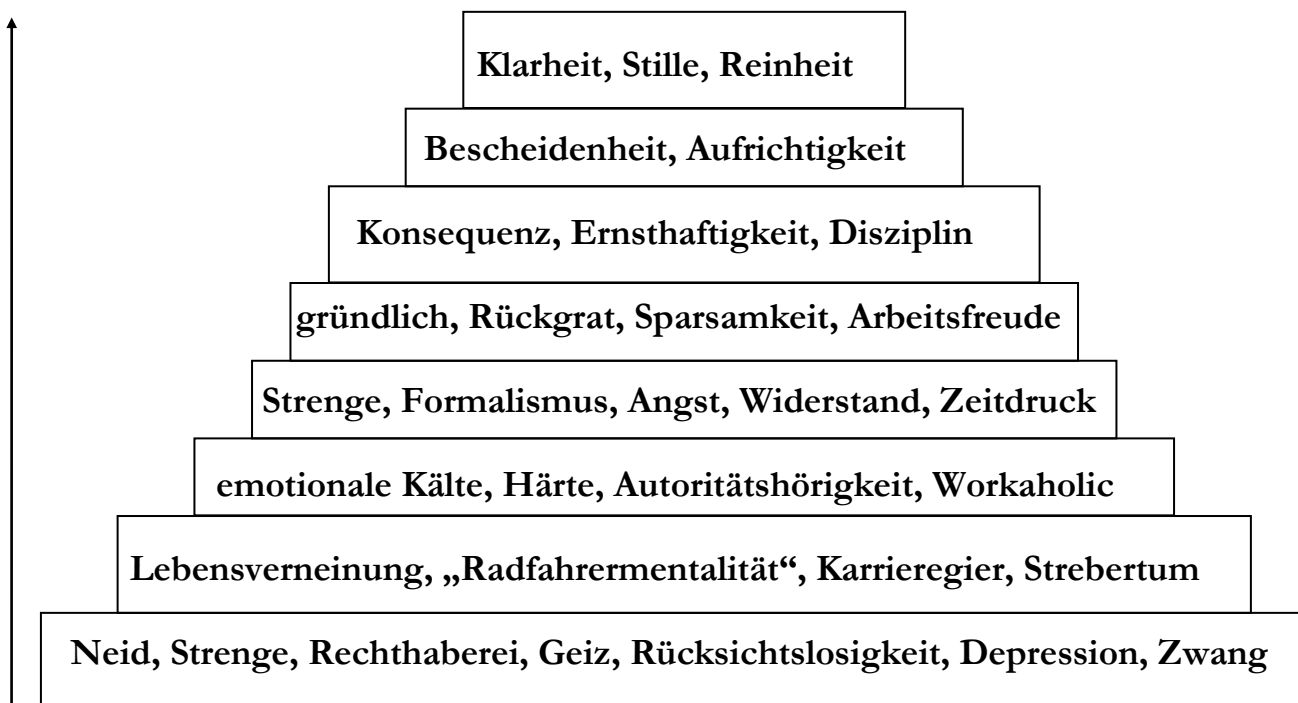 Klarheit, Stille, Reinheit
Bescheidenheit, Aufrichtigkeit
Konsequenz, Ernsthaftigkeit, Disziplin
gründlich, Rückgrat, Sparsamkeit, Arbeitsfreude
Strenge, Formalismus, Angst, Widerstand, Zeitdruck
emotionale Kälte, Härte, Autoritätshörigkeit, Workaholic
Lebensverneinung, „Radfahrermentalität“, Karrieregier, Strebertum
Neid, Strenge, Rechthaberei, Geiz, Rücksichtslosigkeit, Depression, Zwang